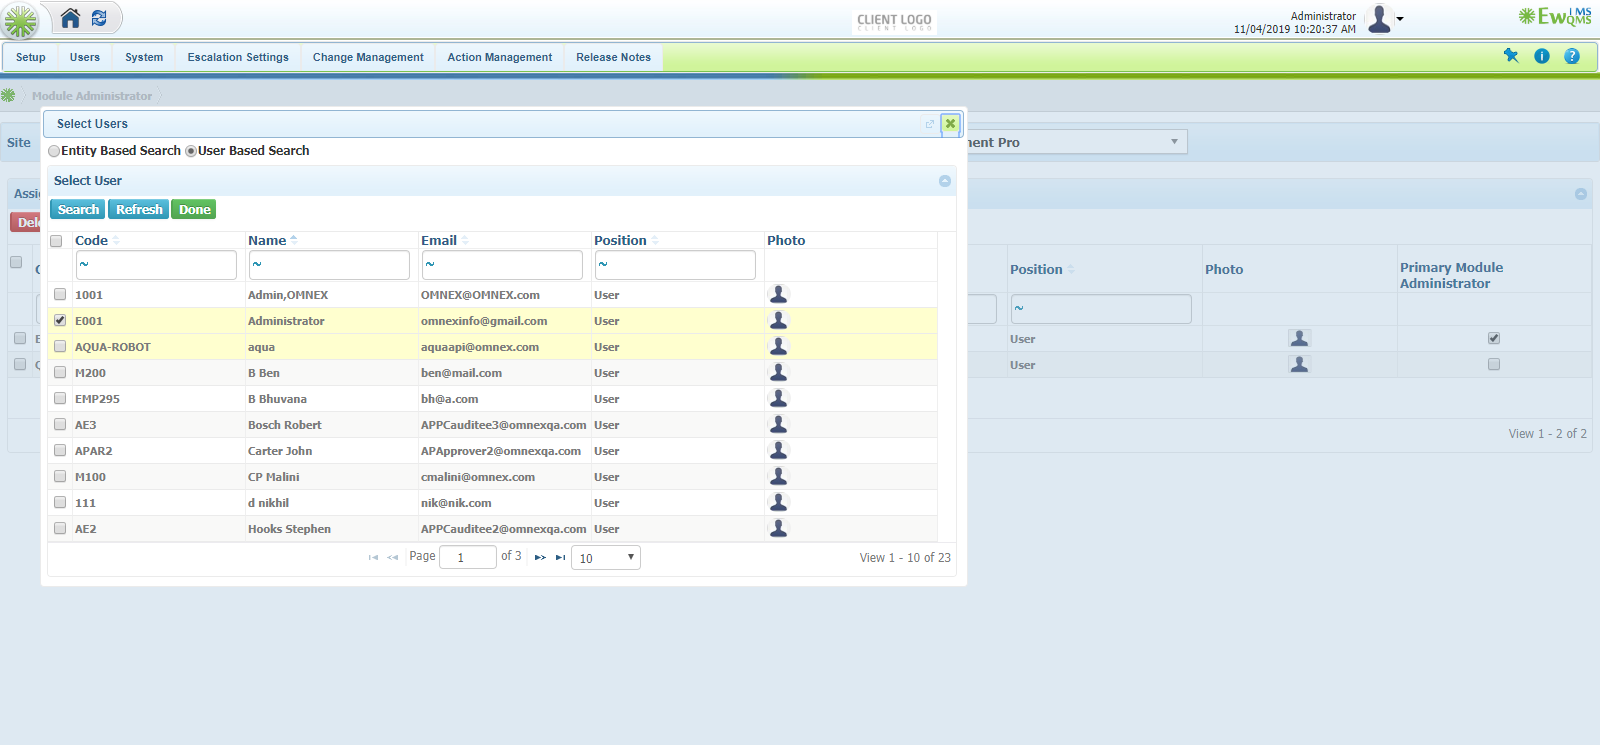 CLIENT LOGO
CLIENT LOGO
Administrator
11/04/2019 10:20:37 AM
EwIMS
QMS
Setup Users System Escalation Settings Change Management Action Management Release Notes
Module Administrator
Select Users
Site
ment Pro
Entity Based Search User Based Search
Select User
Assi
Search Refresh Done
Del
Code Name Email Position Photo
~ ~ ~ ~
Position Photo Primary Module
Administrator
~
1001 Admin,OMNEX OMNEX@OMNEX.com User
E001 Administrator omnexinfo@gmail.com User
AQUA-ROBOT aqua aquaapi@omnex.com User
M200 B Ben ben@mail.com User
EMP295 B Bhuvana bh@a.com User
AE3 Bosch Robert APPCauditee3@omnexqa.com User
APAR2 Carter John APApprover2@omnexqa.com User
M100 CP Malini cmalini@omnex.com User
111 d nikhil nik@nik.com User
AE2 Hooks Stephen APPCauditee2@omnexqa.com User
User
User
View 1 - 2 of 2
Page 1 of 3 10 View 1 - 10 of 23